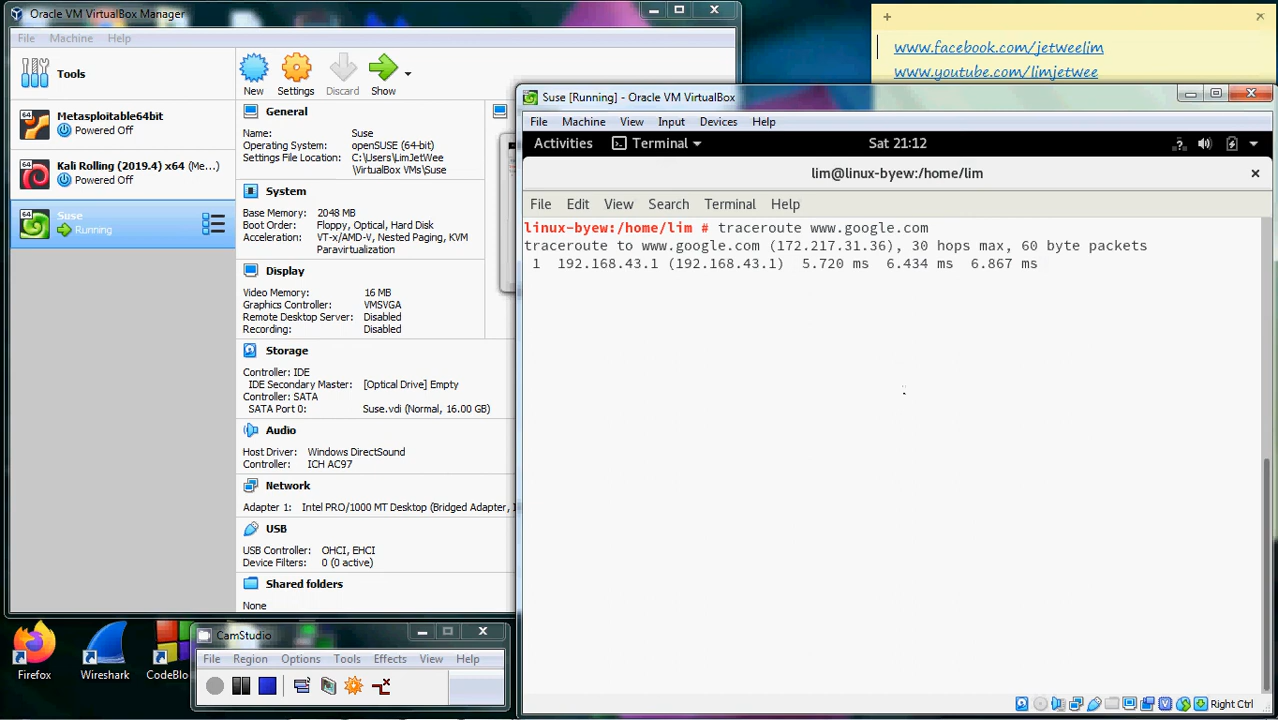 Oracle VM VirtualBox Manager
File Machine Help
Tools
New Settings Discard Show
64 Metasploitable64bit
Powered Off
64 Kali Rolling (2019.4) x64 (Me...)
Powered Off
64 Suse
Running
General
Name: Suse
Operating System: openSUSE (64-bit)
Settings File Location: C:\Users\LimJetWee
\VirtualBox VMs\Suse
System
Base Memory: 2048 MB
Boot Order: Floppy, Optical, Hard Disk
Acceleration: VT-x/AMD-V, Nested Paging, KVM
Paravirtualization
Display
Video Memory: 16 MB
Graphics Controller: VMSVGA
Remote Desktop Server: Disabled
Recording: Disabled
Storage
Controller: IDE
IDE Secondary Master: [Optical Drive] Empty
Controller: SATA
SATA Port 0: Suse.vdi (Normal, 16.00 GB)
Audio
Host Driver: Windows DirectSound
Controller: ICH AC97
Network
Adapter 1: Intel PRO/1000 MT Desktop (Bridged Adapter,
USB
USB Controller: OHCI, EHCI
Device Filters: 0 (0 active)
Shared folders
None
www.facebook.com/jetweelim
www.youtube.com/limjetwee
Suse [Running] - Oracle VM VirtualBox
File Machine View Input Devices Help
Activities Terminal Sat 21:12
lim@linux-byew:/home/lim
File Edit View Search Terminal Help
linux-byew:/home/lim # traceroute www.google.com
traceroute to www.google.com (172.217.31.36), 30 hops max, 60 byte packets
1 192.168.43.1 (192.168.43.1) 5.720 ms 6.434 ms 6.867 ms
Right Ctrl
Firefox
Wireshark
CodeBlo
CamStudio
File Region Options Tools Effects View Help